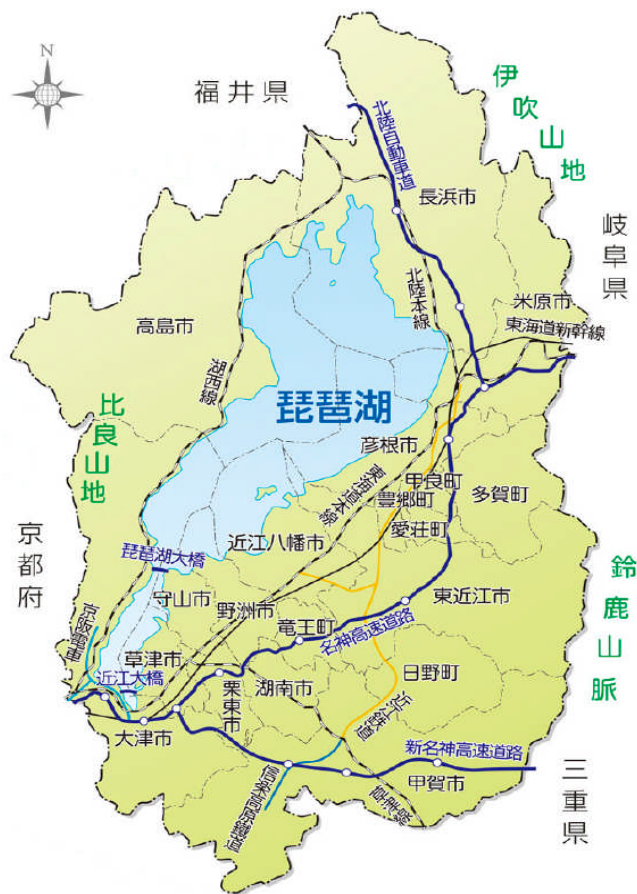 N
福井県
伊吹山地
北陸自動車道
長浜市
岐阜県
北陸本線
米原市
東海道新幹線
高島市
湖西線
琵琶湖
比良山地
彦根市
甲良町
豊郷町
多賀町
東海道本線
愛荘町
京都府
近江八幡市
琵琶湖大橋
鈴鹿山脈
守山市
野洲市
東近江市
竜王町
名神高速道路
京阪電車
草津市
近江大橋
栗東市
湖南市
日野町
近江鉄道
大津市
新名神高速道路
甲賀市
信楽高原鐵道
草津線
三重県